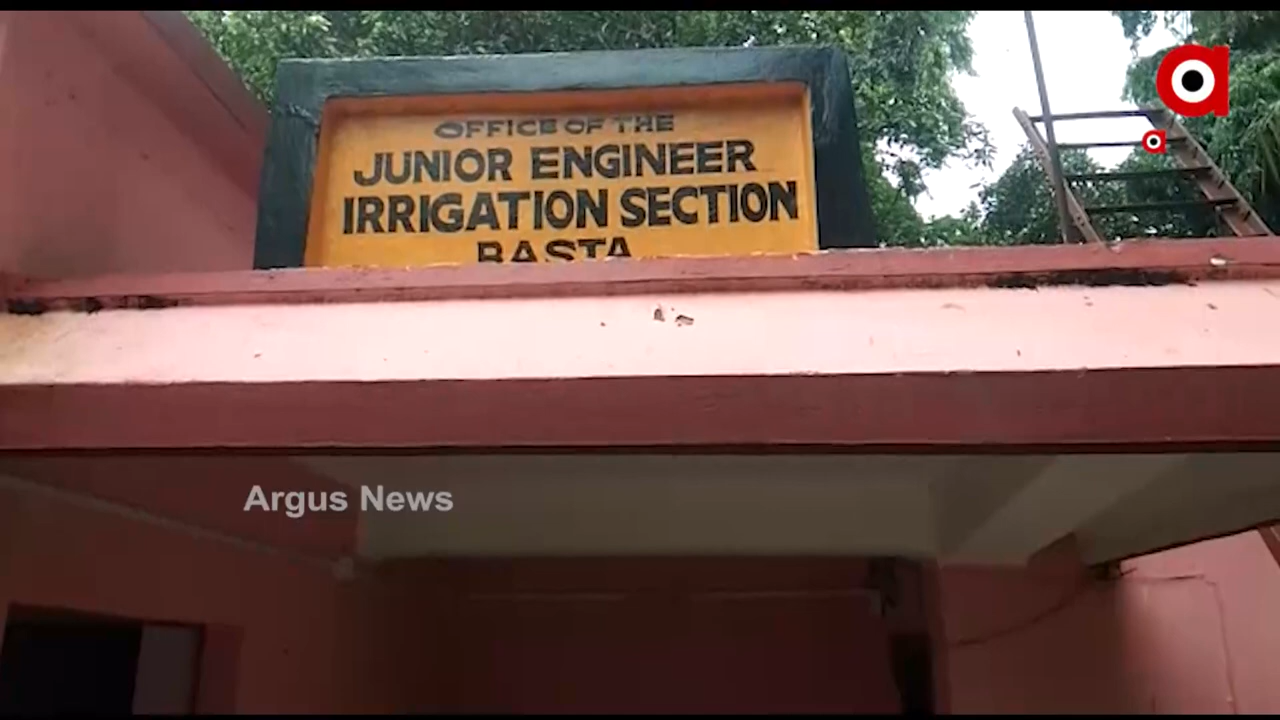 OFFICE OF THE
JUNIOR ENGINEER
IRRIGATION SECTION
BASTA
Argus News